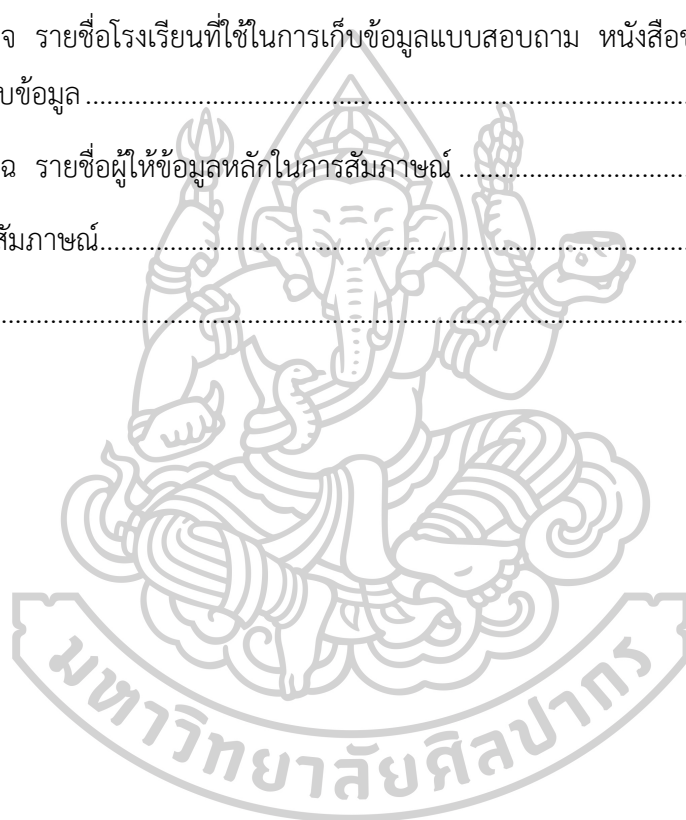 จ รายชื่อโรงเรียนที่ใช้ในการเก็บข้อมูลแบบสอบถาม หนังสือข
บข้อมูล
ฉ รายชื่อผู้ให้ข้อมูลหลักในการสัมภาษณ์
สัมภาษณ์
มหาวิทยาลัยศิลปากร